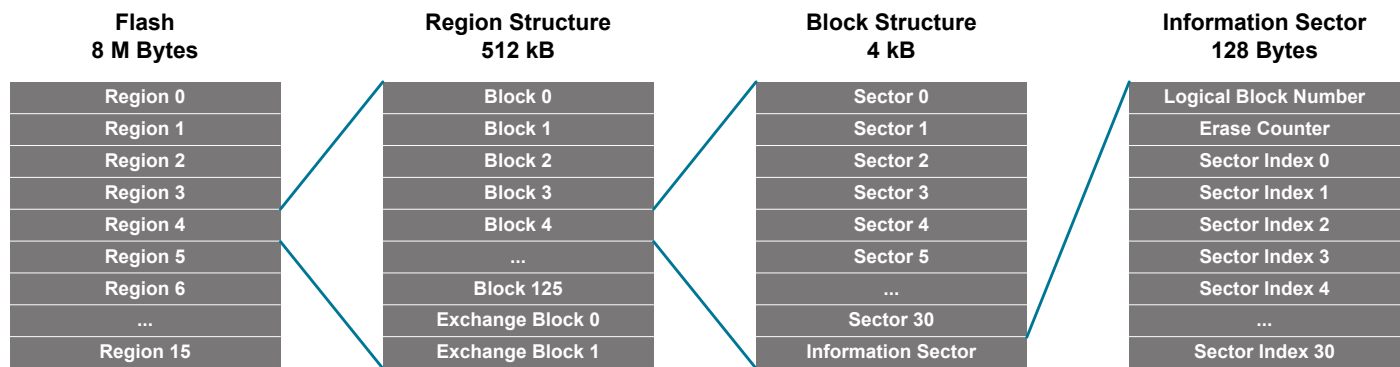 Flash
8 M Bytes
Region 0
Region 1
Region 2
Region 3
Region 4
Region 5
Region 6
...
Region 15
Region Structure
512 kB
Block 0
Block 1
Block 2
Block 3
Block 4
...
Block 125
Exchange Block 0
Exchange Block 1
Block Structure
4 kB
Sector 0
Sector 1
Sector 2
Sector 3
Sector 4
Sector 5
...
Sector 30
Information Sector
Information Sector
128 Bytes
Logical Block Number
Erase Counter
Sector Index 0
Sector Index 1
Sector Index 2
Sector Index 3
Sector Index 4
...
Sector Index 30